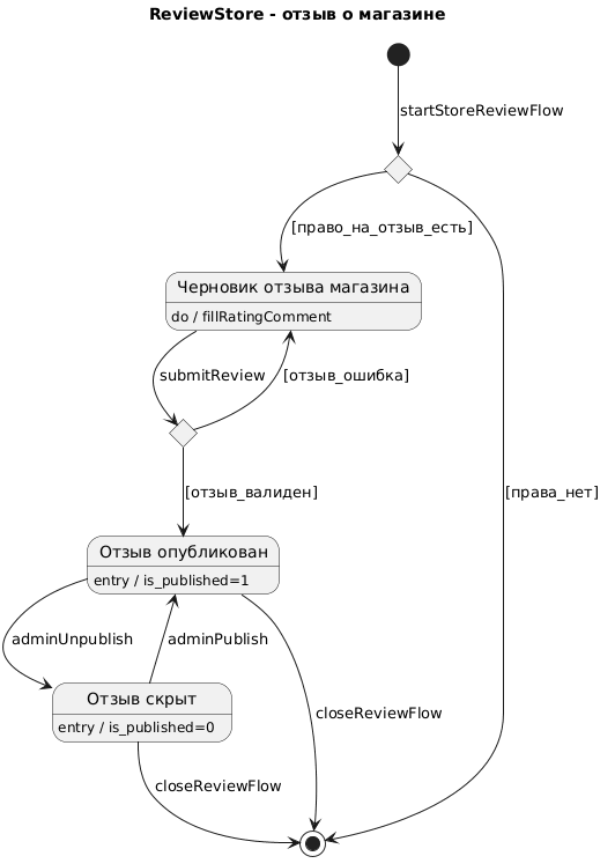 ReviewStore - отзыв о магазине
startStoreReviewFlow
[право_на_отзыв_есть]
Черновик отзыва магазина
do / fillRatingComment
submitReview
[отзыв_ошибка]
[отзыв_валиден]
[права_нет]
Отзыв опубликован
entry / is_published=1
adminUnpublish
adminPublish
Отзыв скрыт
entry / is_published=0
closeReviewFlow
closeReviewFlow